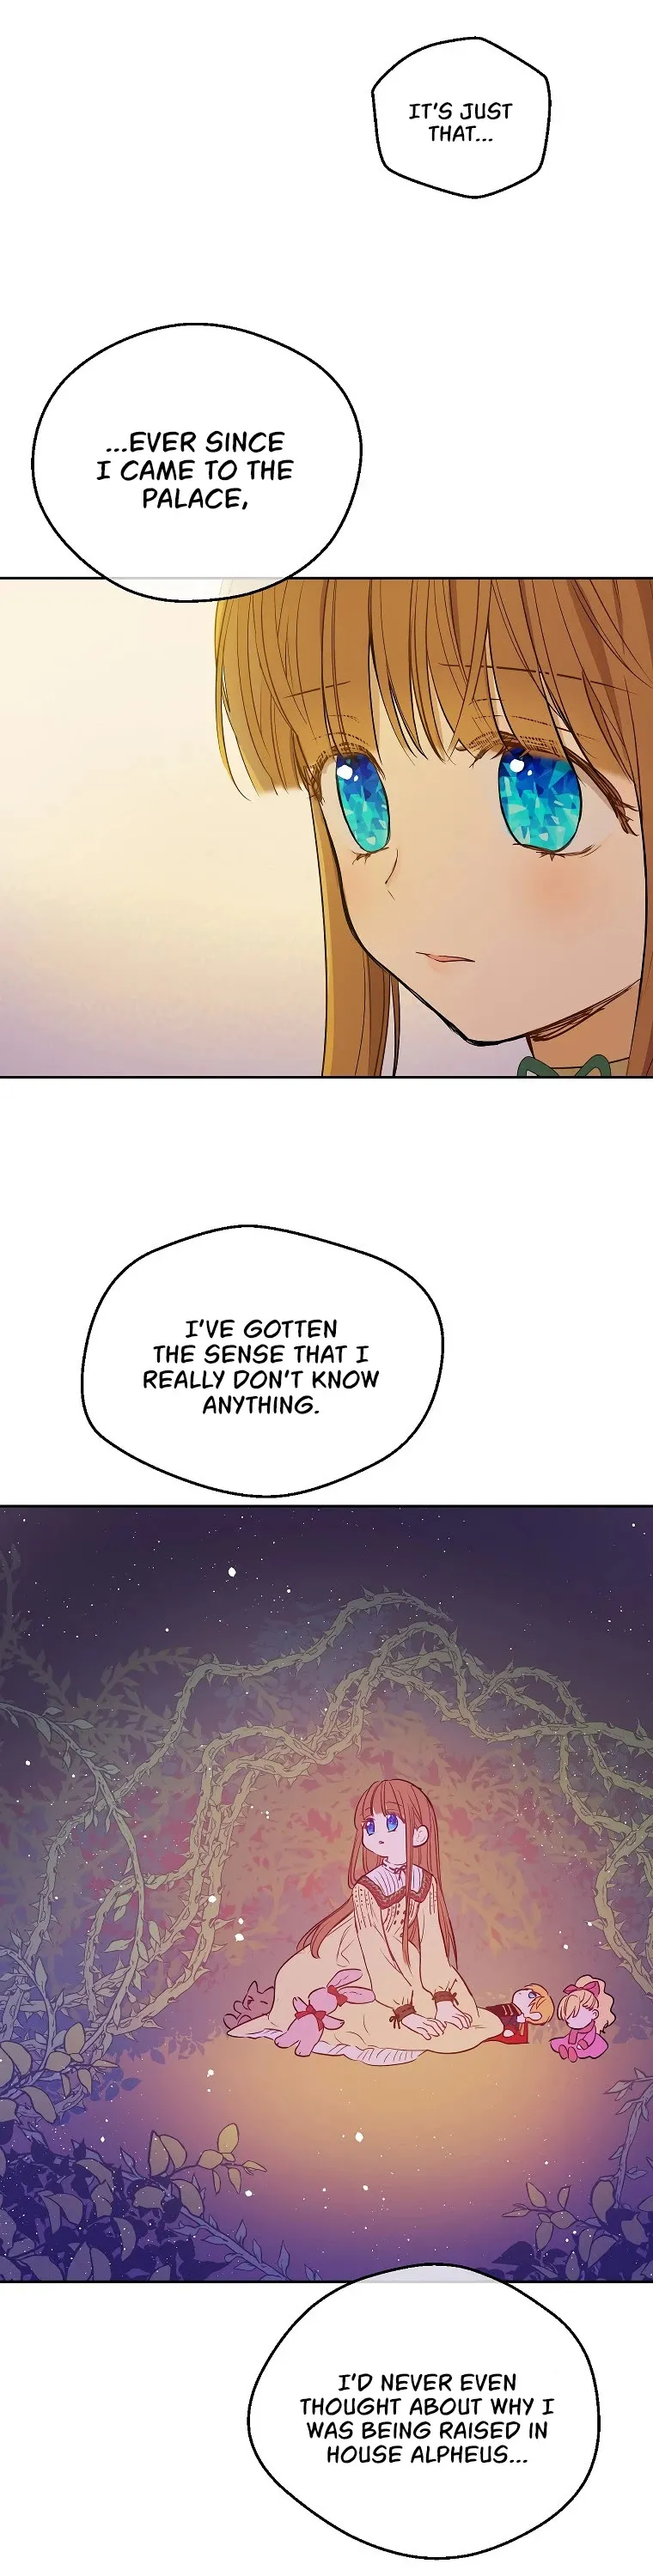 IT'S JUST
THAT...
...EVER SINCE
I CAME TO THE
PALACE,
I'VE GOTTEN
THE SENSE THAT I
REALLY DON'T KNOW
ANYTHING.
I'D NEVER EVEN
THOUGHT ABOUT WHY I
WAS BEING RAISED IN
HOUSE ALPHEUS...